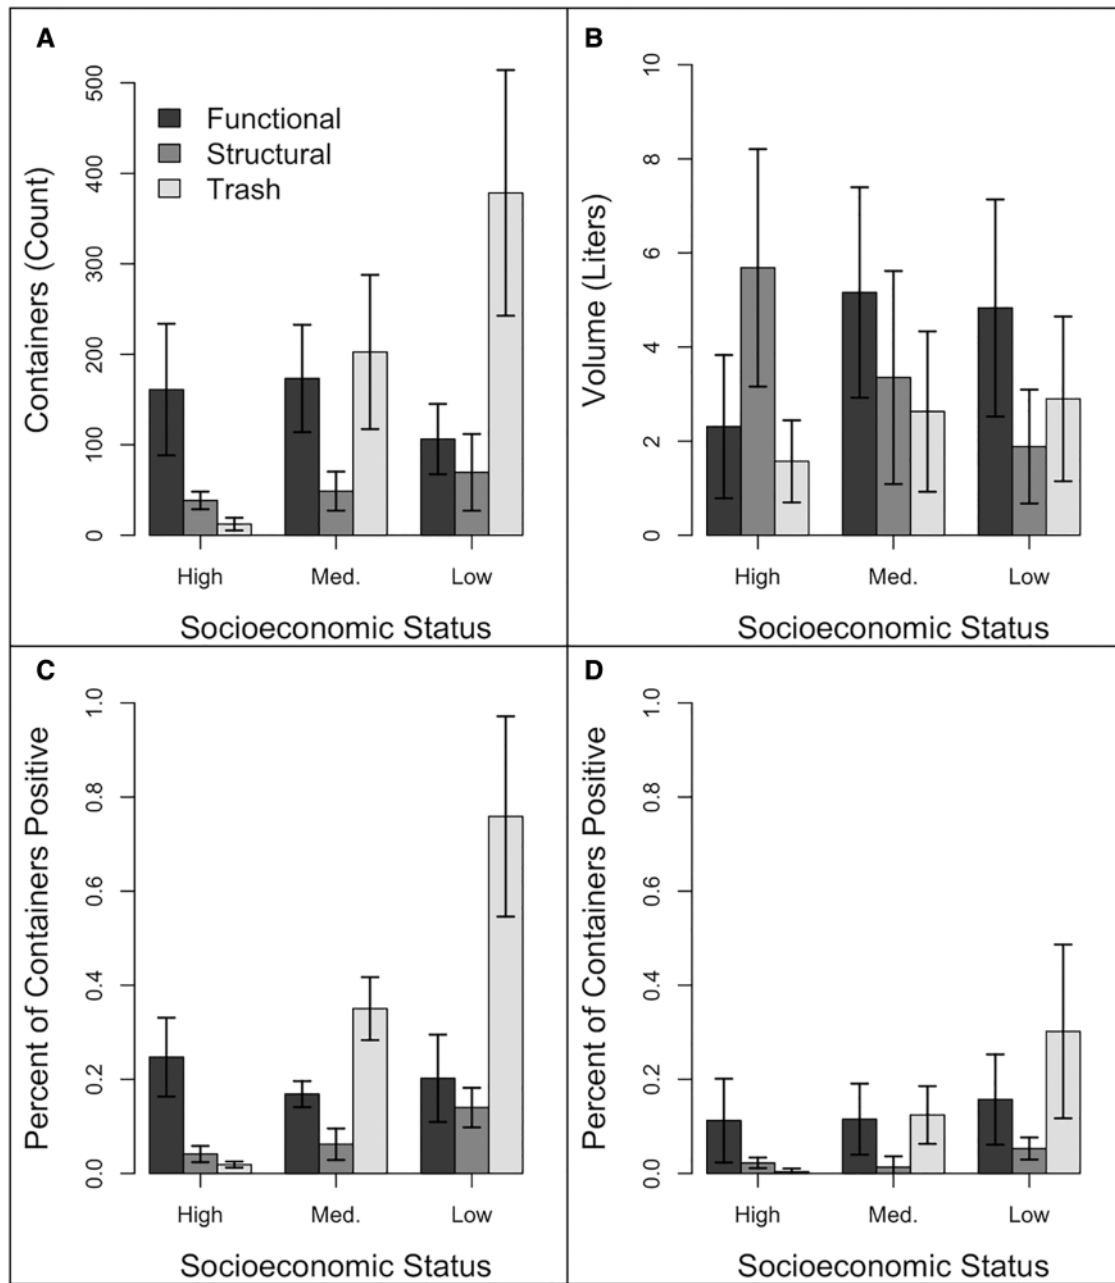 A
Containers (Count)
500
400
300
200
100
0
Functional
Structural
Trash
High
Med.
Low
Socioeconomic Status
B
Volume (Liters)
10
8
6
4
2
0
High
Med.
Low
Socioeconomic Status
C
Percent of Containers Positive
1.0
0.8
0.6
0.4
0.2
0.0
High
Med.
Low
Socioeconomic Status
D
Percent of Containers Positive
1.0
0.8
0.6
0.4
0.2
0.0
High
Med.
Low
Socioeconomic Status